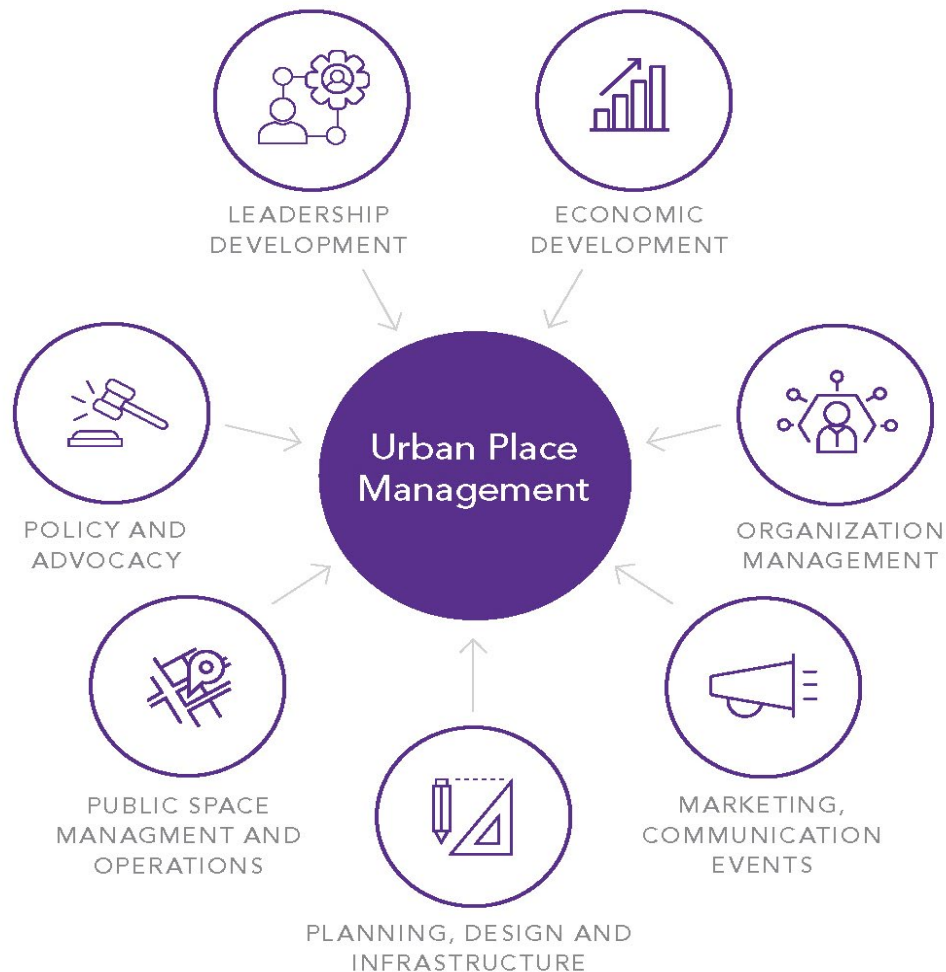 LEADERSHIP
DEVELOPMENT
ECONOMIC
DEVELOPMENT
Urban Place
Management
POLICY AND
ADVOCACY
ORGANIZATION
MANAGEMENT
PUBLIC SPACE
MANAGMENT AND
OPERATIONS
MARKETING,
COMMUNICATION
EVENTS
PLANNING, DESIGN AND
INFRASTRUCTURE